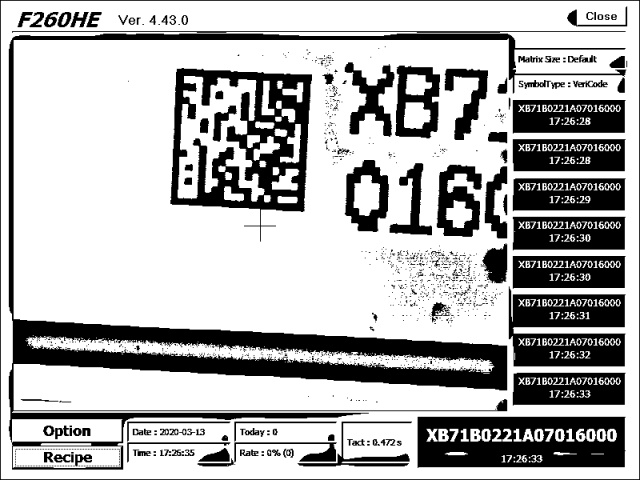 F260HE Ver. 4.43.0 Close
XB7
016
Matrix Size : Default
SymbolType : VeriCode
XB71B0221A07016000
17:26:28
XB71B0221A07016000
17:26:28
XB71B0221A07016000
17:26:29
XB71B0221A07016000
17:26:30
XB71B0221A07016000
17:26:30
XB71B0221A07016000
17:26:31
XB71B0221A07016000
17:26:32
XB71B0221A07016000
17:26:33
Option
Recipe
Date : 2020-03-13
Time : 17:26:35
Today : 0
Rate : 0% (0)
Tact : 0.472 s
XB71B0221A07016000
17:26:33